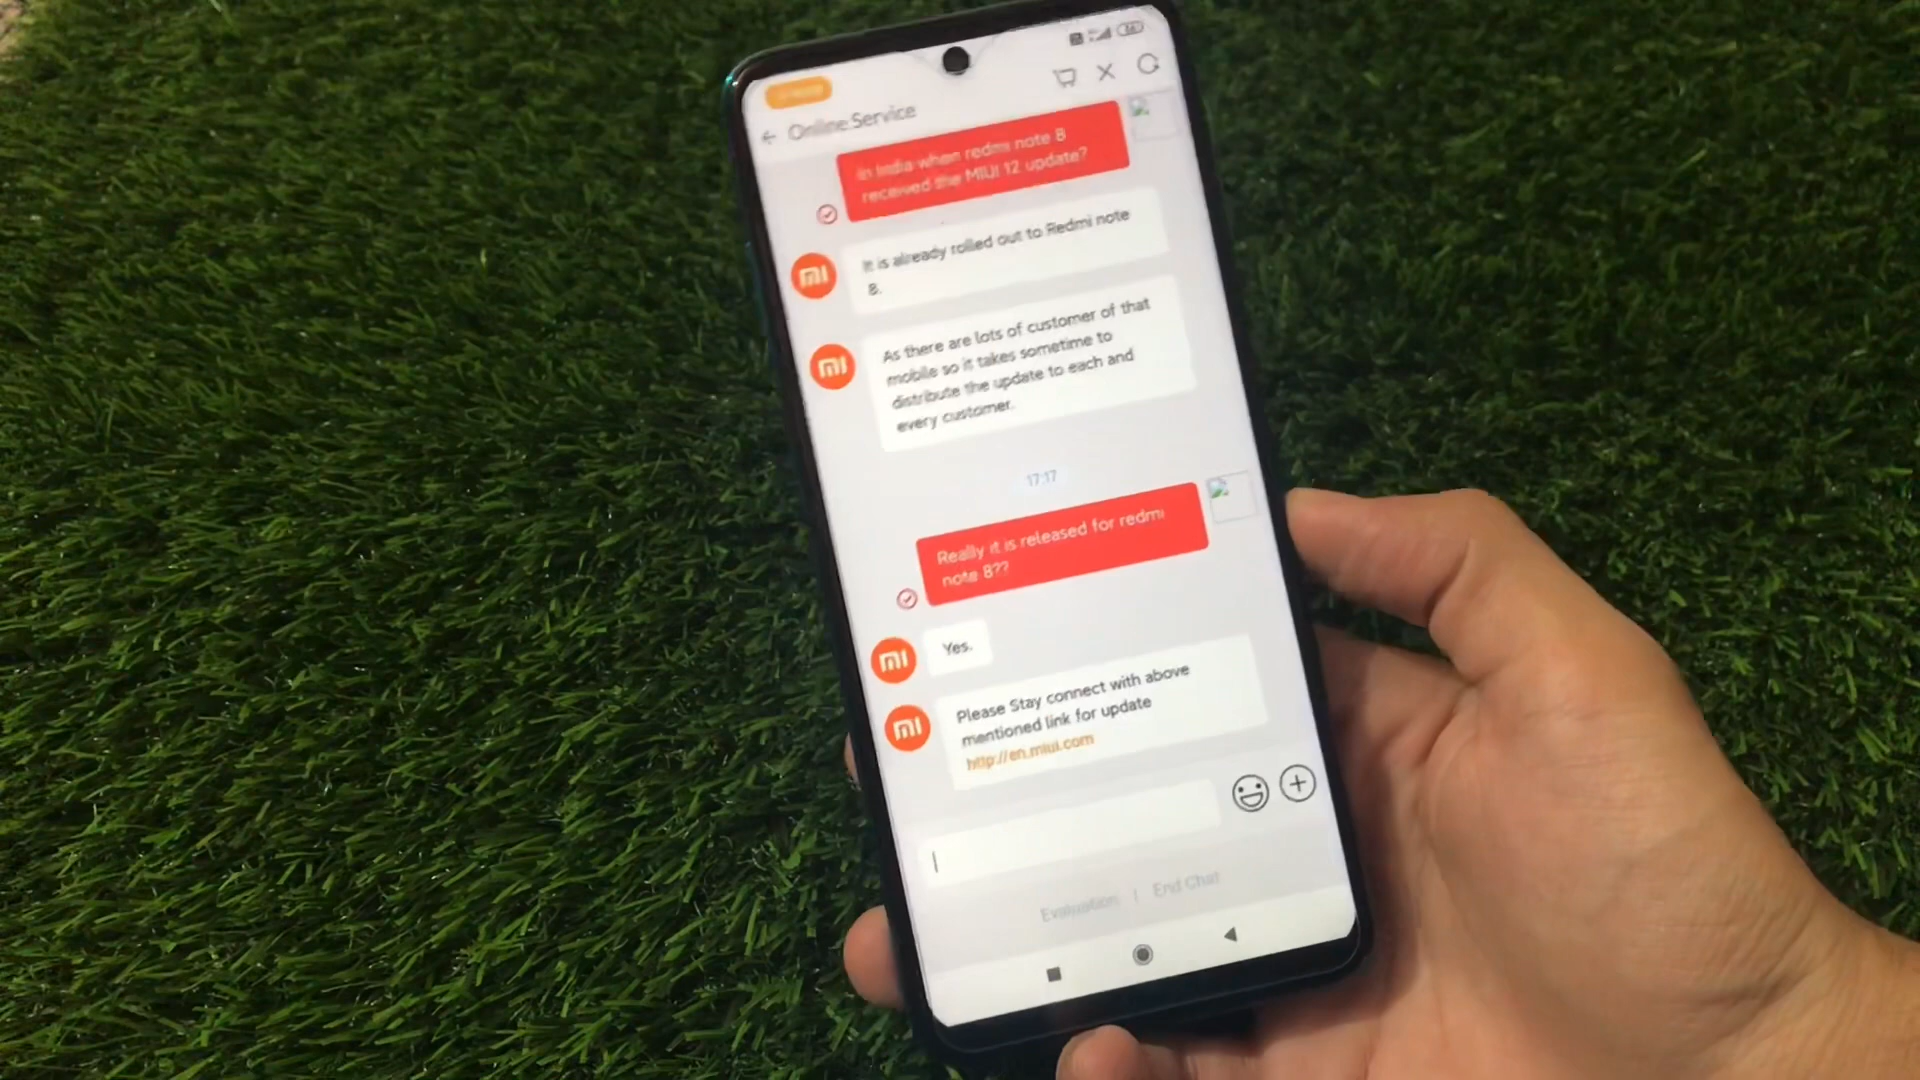 Online Service
In India when redmi note 8
received the MIUI 12 update?
It is already rolled out to Redmi note
8.
As there are lots of customer of that
mobile so it takes sometime to
distribute the update to each and
every customer.
17:17
Really it is released for redmi
note 8??
Yes.
Please Stay connect with above
mentioned link for update
http://en.miui.com
Evaluation | End Chat